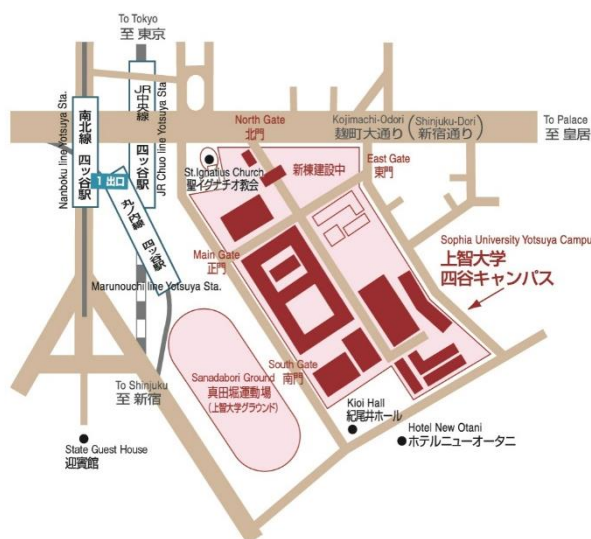 To Tokyo
至 東京
南北線 四ッ谷駅
Nanboku line Yotsuya Sta.
JR中央線 四ッ谷駅
JR Chuo line Yotsuya Sta.
1 出口
丸ノ内線 四ッ谷駅
Marunouchi line Yotsuya Sta.
North Gate
北門
Kojimachi-Odori (Shinjuku-Dori)
麹町大通り(新宿通り)
To Palace
至 皇居
St.Ignatius Church
聖イグナチオ教会
新棟建設中
East Gate
東門
Main Gate
正門
Sophia University Yotsuya Campu
上智大学
四谷キャンパス
South Gate
南門
Sanadabori Ground
真田堀運動場
(上智大学グラウンド)
To Shinjuku
至 新宿
Kioi Hall
紀尾井ホール
Hotel New Otani
ホテルニューオータニ
State Guest House
迎賓館